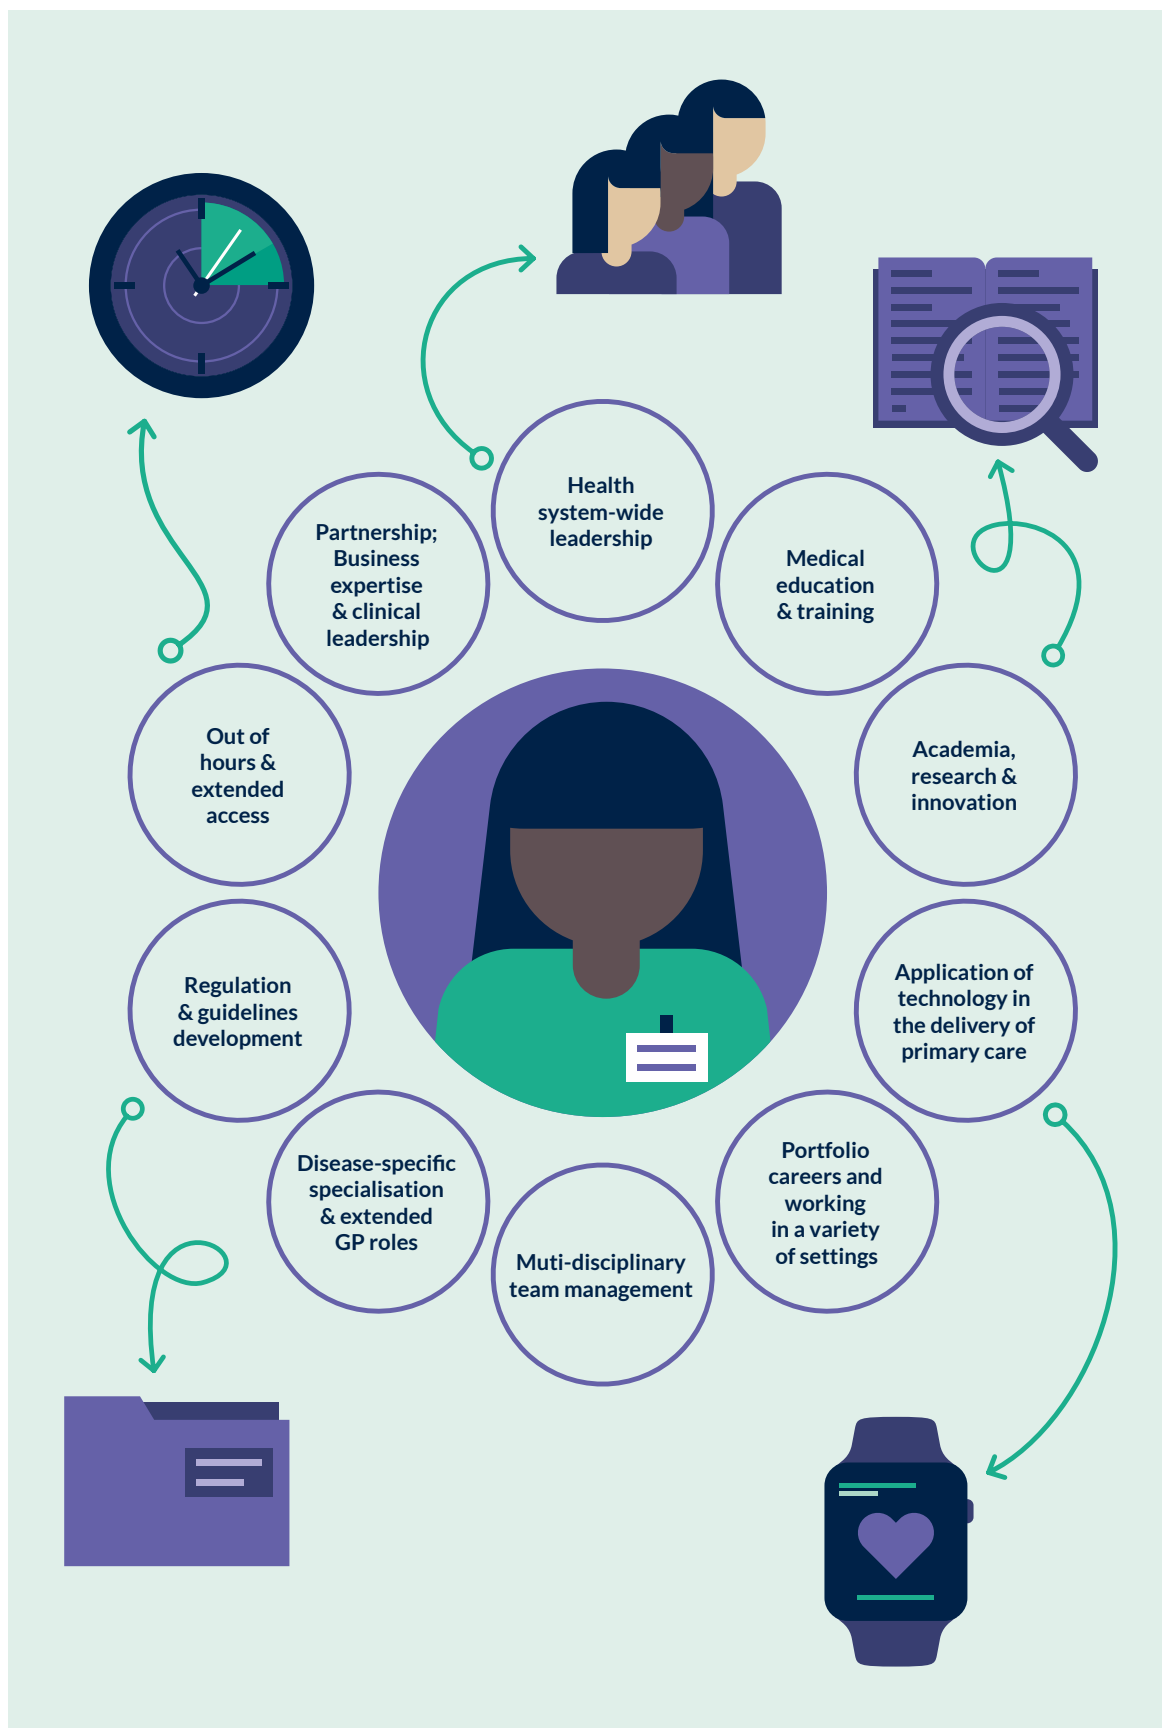 Health
system-wide
leadership
Partnership;
Business
expertise
& clinical
leadership
Medical
education
& training
Out of
hours &
extended
access
Academia,
research &
innovation
Regulation
& guidelines
development
Application of
technology in
the delivery of
primary care
Disease-specific
specialisation
& extended
GP roles
Muti-disciplinary
team management
Portfolio
careers and
working
in a variety
of settings